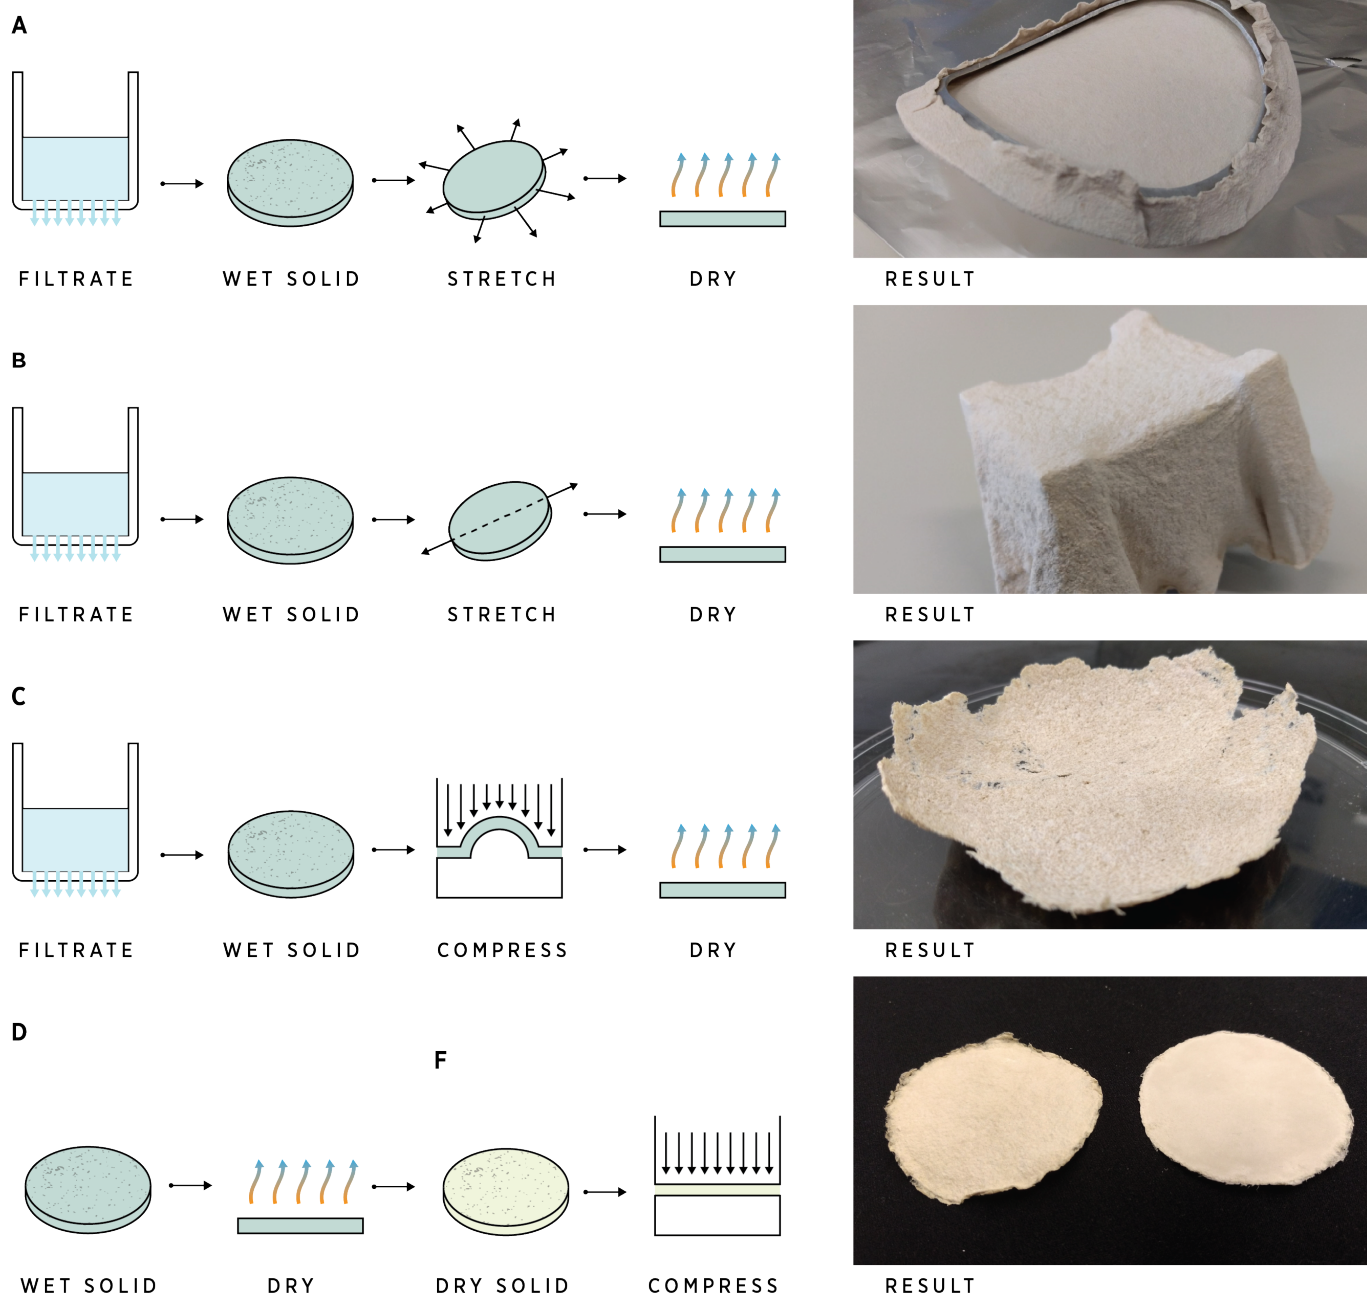 A
FILTRATE
WET SOLID
STRETCH
DRY
RESULT
B
FILTRATE
WET SOLID
STRETCH
DRY
RESULT
C
FILTRATE
WET SOLID
COMPRESS
DRY
RESULT
D
F
WET SOLID
DRY
DRY SOLID
COMPRESS
RESULT